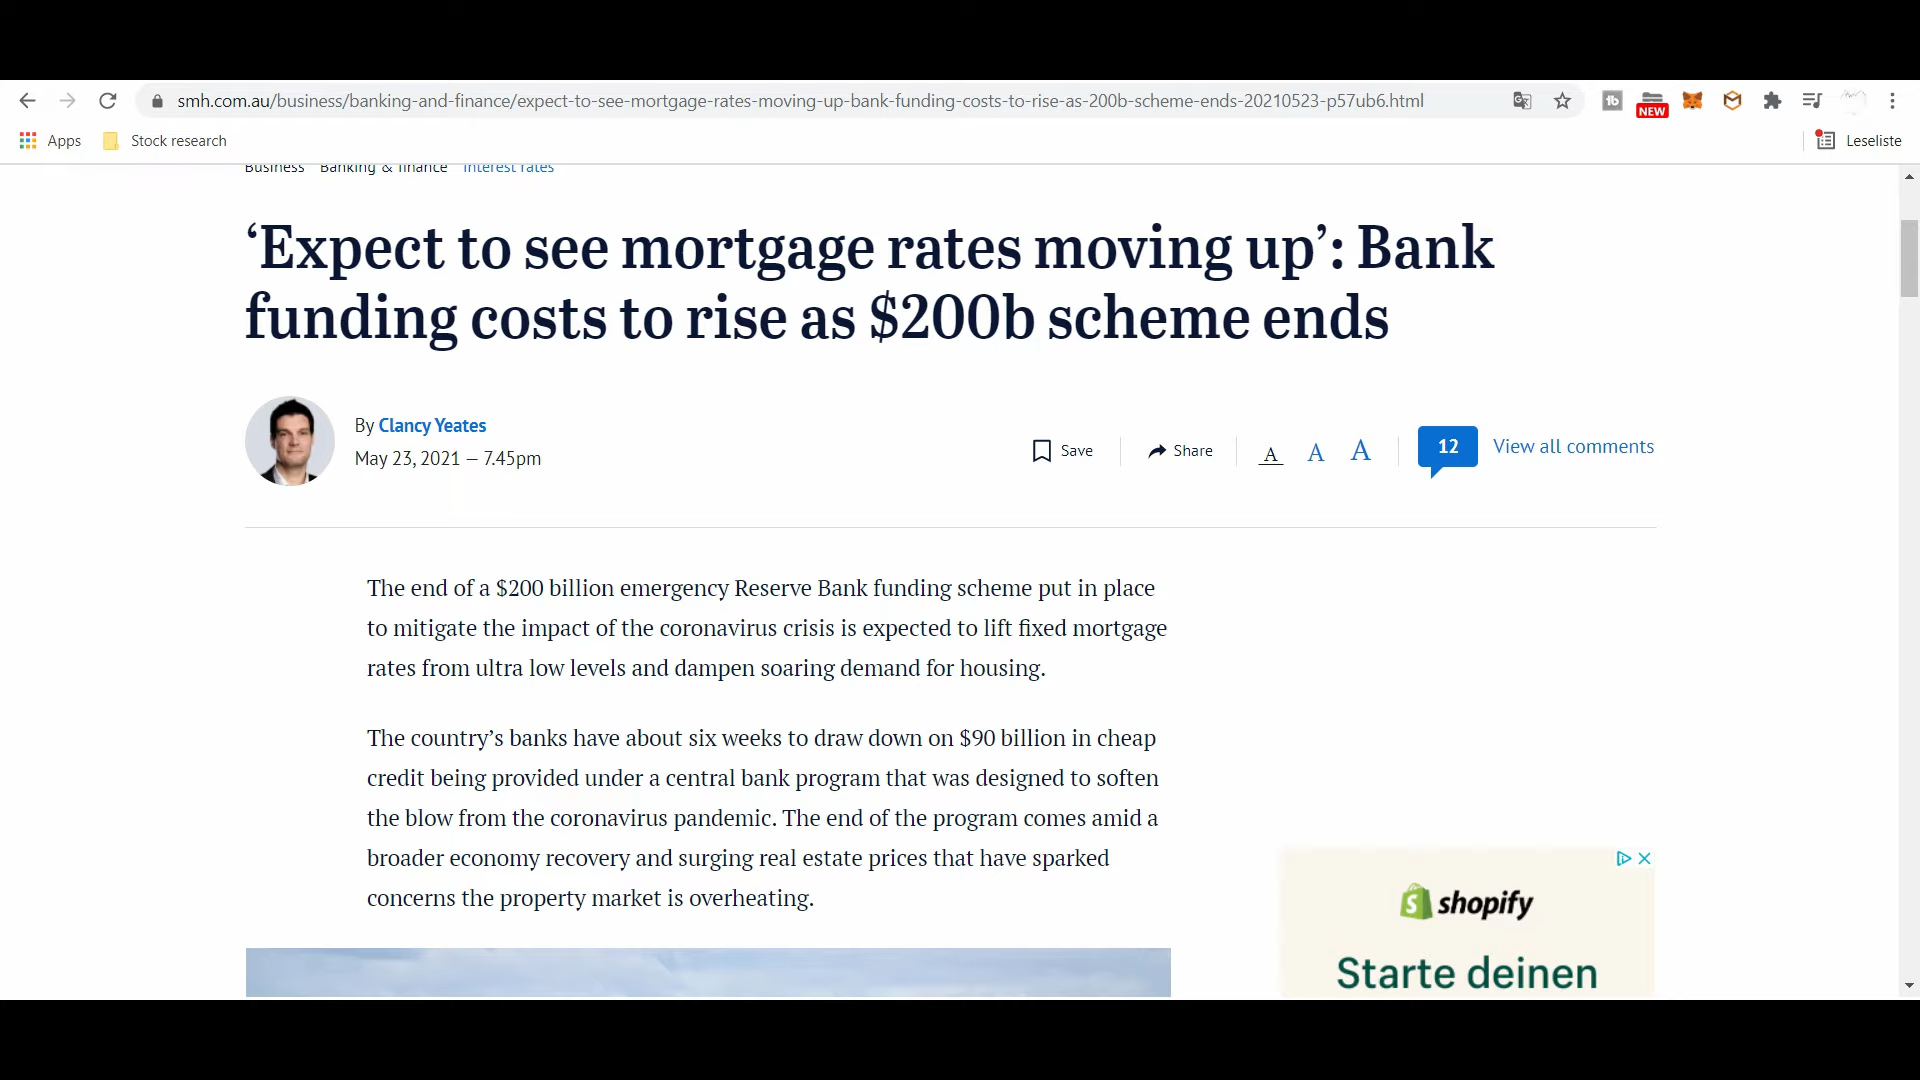 smh.com.au/business/banking-and-finance/expect-to-see-mortgage-rates-moving-up-bank-funding-costs-to-rise-as-200b-scheme-ends-20210523-p57ub6.html
tb
NEW
Apps
Stock research
Leseliste
Business Banking & finance Interest rates
‘Expect to see mortgage rates moving up’: Bank
funding costs to rise as $200b scheme ends
By Clancy Yeates
May 23, 2021 — 7.45pm
Save
Share
A A A
12
View all comments
The end of a $200 billion emergency Reserve Bank funding scheme put in place
to mitigate the impact of the coronavirus crisis is expected to lift fixed mortgage
rates from ultra low levels and dampen soaring demand for housing.
The country’s banks have about six weeks to draw down on $90 billion in cheap
credit being provided under a central bank program that was designed to soften
the blow from the coronavirus pandemic. The end of the program comes amid a
broader economy recovery and surging real estate prices that have sparked
concerns the property market is overheating.
shopify
Starte deinen